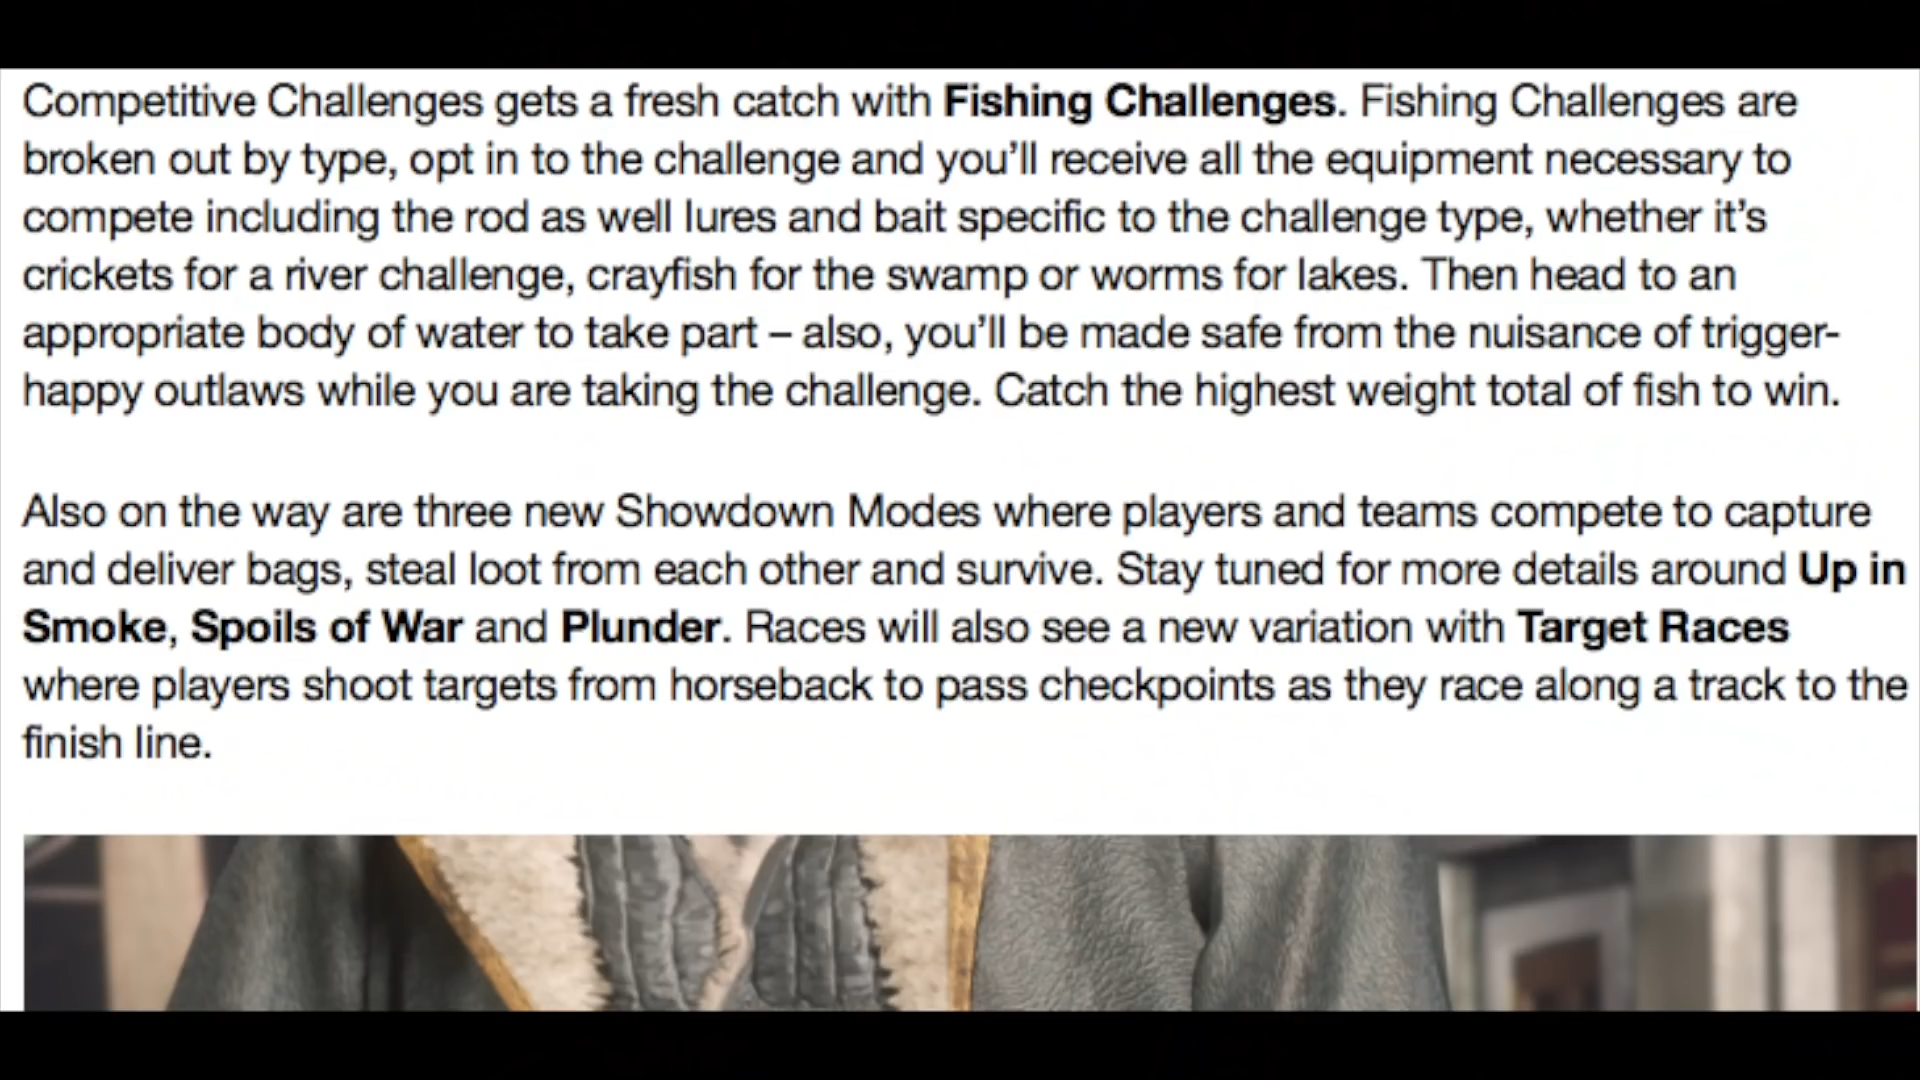 Competitive Challenges gets a fresh catch with Fishing Challenges. Fishing Challenges are
broken out by type, opt in to the challenge and you’ll receive all the equipment necessary to
compete including the rod as well lures and bait specific to the challenge type, whether it’s
crickets for a river challenge, crayfish for the swamp or worms for lakes. Then head to an
appropriate body of water to take part – also, you’ll be made safe from the nuisance of trigger-
happy outlaws while you are taking the challenge. Catch the highest weight total of fish to win.
Also on the way are three new Showdown Modes where players and teams compete to capture
and deliver bags, steal loot from each other and survive. Stay tuned for more details around Up in
Smoke, Spoils of War and Plunder. Races will also see a new variation with Target Races
where players shoot targets from horseback to pass checkpoints as they race along a track to the
finish line.